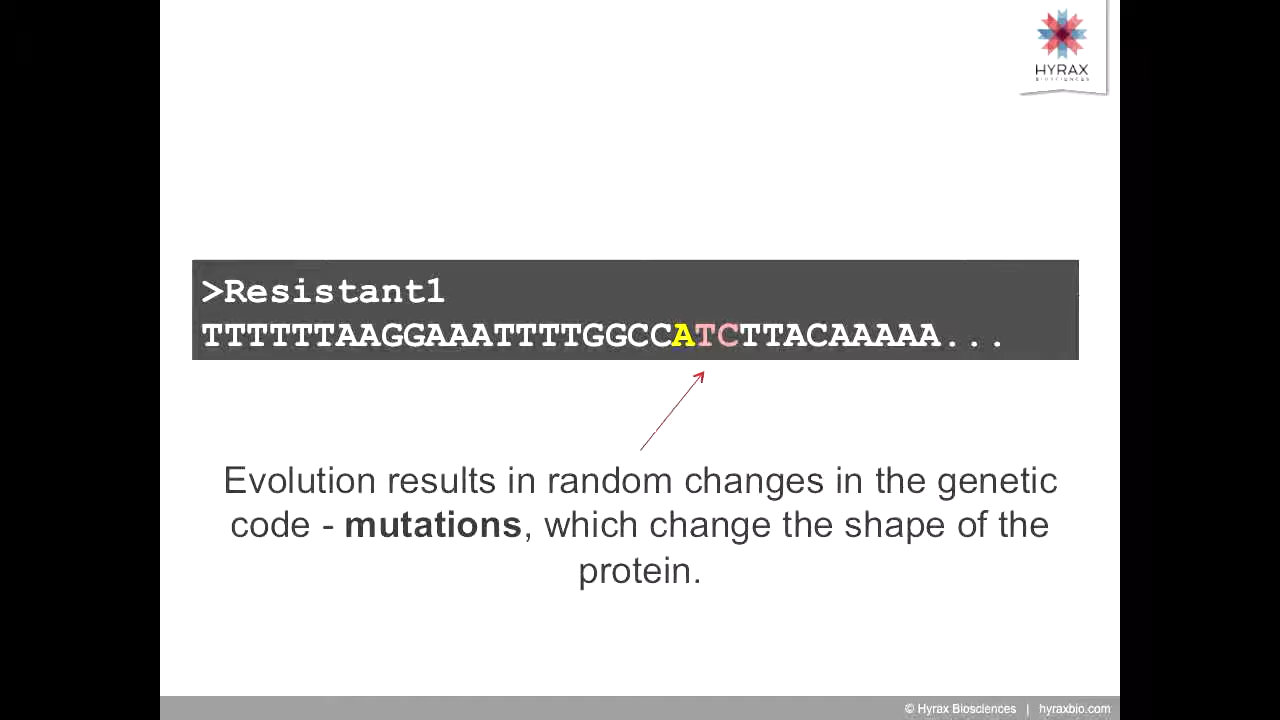 HYRAX
BIOSCIENCES
>Resistant1
TTTTTTAAGGAAATTTTGGCCATCTTACAAAAA...
Evolution results in random changes in the genetic
code - mutations, which change the shape of the
protein.
© Hyrax Biosciences | hyraxbio.com